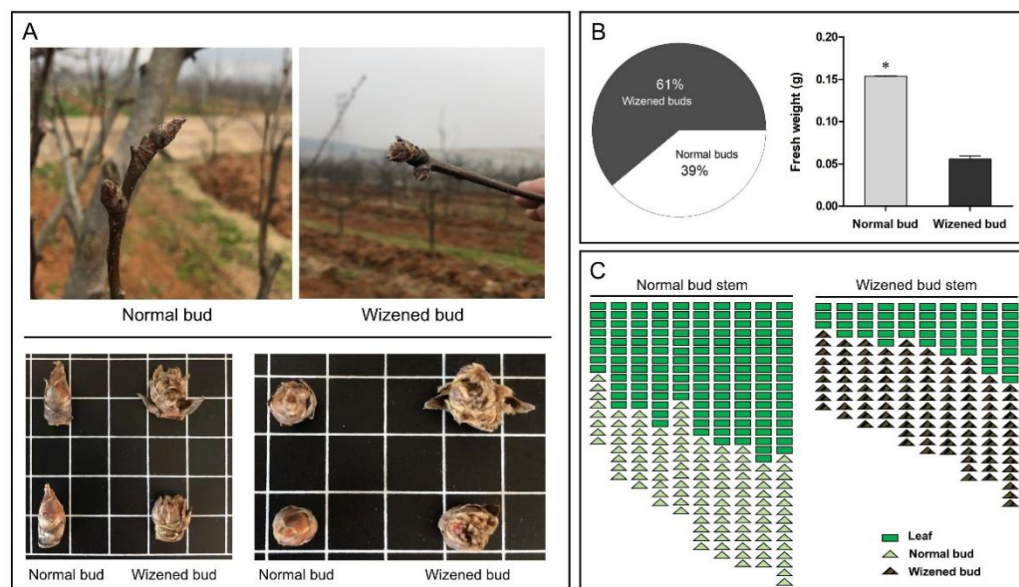 A
Normal bud
Wizened bud
Normal bud
Wizened bud
Normal bud
Wizened bud
B
61%
Wizened buds
Normal buds
39%
Fresh weight (g)
0.20
0.15
0.10
0.05
0.00
*
Normal bud
Wizened bud
C
Normal bud stem
Wizened bud stem
Leaf
Normal bud
Wizened bud